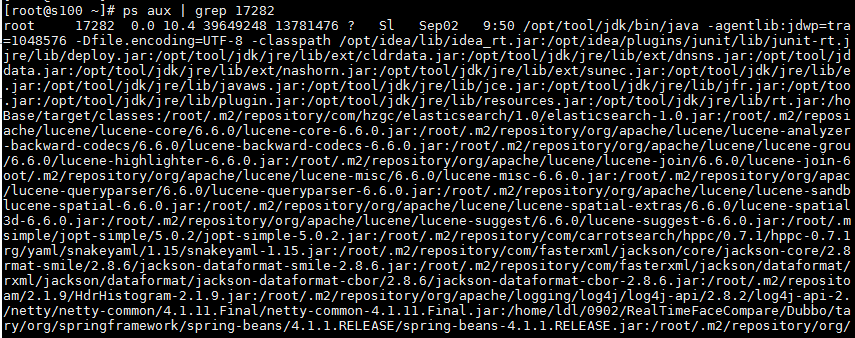 [root@s100 ~]# ps aux | grep 17282
root     17282  0.0 10.4 39649248 13781476 ?   Sl   Sep02   9:50 /opt/tool/jdk/bin/java -agentlib:jdwp=tra
=1048576 -Dfile.encoding=UTF-8 -classpath /opt/idea/lib/idea_rt.jar:/opt/idea/plugins/junit/lib/junit-rt.j
jre/lib/deploy.jar:/opt/tool/jdk/jre/lib/ext/cldrdata.jar:/opt/tool/jdk/jre/lib/ext/dnsns.jar:/opt/tool/jd
data.jar:/opt/tool/jdk/jre/lib/ext/nashorn.jar:/opt/tool/jdk/jre/lib/ext/sunec.jar:/opt/tool/jdk/jre/lib/e
.jar:/opt/tool/jdk/jre/lib/javaws.jar:/opt/tool/jdk/jre/lib/jce.jar:/opt/tool/jdk/jre/lib/jfr.jar:/opt/too
.jar:/opt/tool/jdk/jre/lib/plugin.jar:/opt/tool/jdk/jre/lib/resources.jar:/opt/tool/jdk/jre/lib/rt.jar:/ho
Base/target/classes:/root/.m2/repository/com/hzgc/elasticsearch/1.0/elasticsearch-1.0.jar:/root/.m2/reposi
ache/lucene/lucene-core/6.6.0/lucene-core-6.6.0.jar:/root/.m2/repository/org/apache/lucene/lucene-analyzer
-backward-codecs/6.6.0/lucene-backward-codecs-6.6.0.jar:/root/.m2/repository/org/apache/lucene/lucene-grou
/6.6.0/lucene-highlighter-6.6.0.jar:/root/.m2/repository/org/apache/lucene/lucene-join/6.6.0/lucene-join-6
oot/.m2/repository/org/apache/lucene/lucene-misc/6.6.0/lucene-misc-6.6.0.jar:/root/.m2/repository/org/apac
/lucene-queryparser/6.6.0/lucene-queryparser-6.6.0.jar:/root/.m2/repository/org/apache/lucene/lucene-sandb
lucene-spatial-6.6.0.jar:/root/.m2/repository/org/apache/lucene/lucene-spatial-extras/6.6.0/lucene-spatial
3d-6.6.0.jar:/root/.m2/repository/org/apache/lucene/lucene-suggest/6.6.0/lucene-suggest-6.6.0.jar:/root/.m
simple/jopt-simple/5.0.2/jopt-simple-5.0.2.jar:/root/.m2/repository/com/carrotsearch/hppc/0.7.1/hppc-0.7.1
rg/yaml/snakeyaml/1.15/snakeyaml-1.15.jar:/root/.m2/repository/com/fasterxml/jackson/core/jackson-core/2.8
rmat-smile/2.8.6/jackson-dataformat-smile-2.8.6.jar:/root/.m2/repository/com/fasterxml/jackson/dataformat/
rxml/jackson/dataformat/jackson-dataformat-cbor/2.8.6/jackson-dataformat-cbor-2.8.6.jar:/root/.m2/reposito
am/2.1.9/HdrHistogram-2.1.9.jar:/root/.m2/repository/org/apache/logging/log4j/log4j-api/2.8.2/log4j-api-2.
/netty/netty-common/4.1.11.Final/netty-common-4.1.11.Final.jar:/home/ldl/0902/RealTimeFaceCompare/Dubbo/ta
ry/org/springframework/spring-beans/4.1.1.RELEASE/spring-beans-4.1.1.RELEASE.jar:/root/.m2/repository/org/